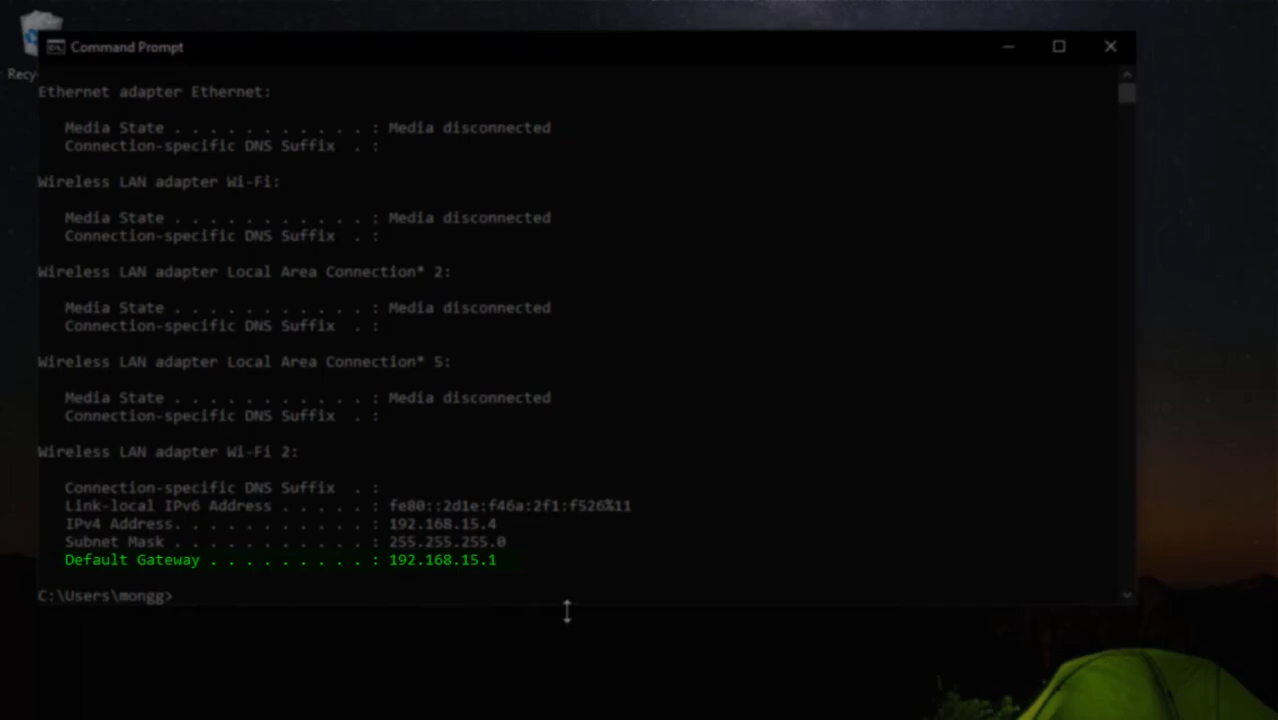 Command Prompt
Recy
Ethernet adapter Ethernet:
Media State . . . . . . . . . . . : Media disconnected
Connection-specific DNS Suffix  . :
Wireless LAN adapter Wi-Fi:
Media State . . . . . . . . . . . : Media disconnected
Connection-specific DNS Suffix  . :
Wireless LAN adapter Local Area Connection* 2:
Media State . . . . . . . . . . . : Media disconnected
Connection-specific DNS Suffix  . :
Wireless LAN adapter Local Area Connection* 5:
Media State . . . . . . . . . . . : Media disconnected
Connection-specific DNS Suffix  . :
Wireless LAN adapter Wi-Fi 2:
Connection-specific DNS Suffix  . :
Link-local IPv6 Address . . . . . : fe80::2d1e:f46a:2f1:f526%11
IPv4 Address. . . . . . . . . . . : 192.168.15.4
Subnet Mask . . . . . . . . . . . : 255.255.255.0
Default Gateway . . . . . . . . . : 192.168.15.1
C:\Users\mongg>